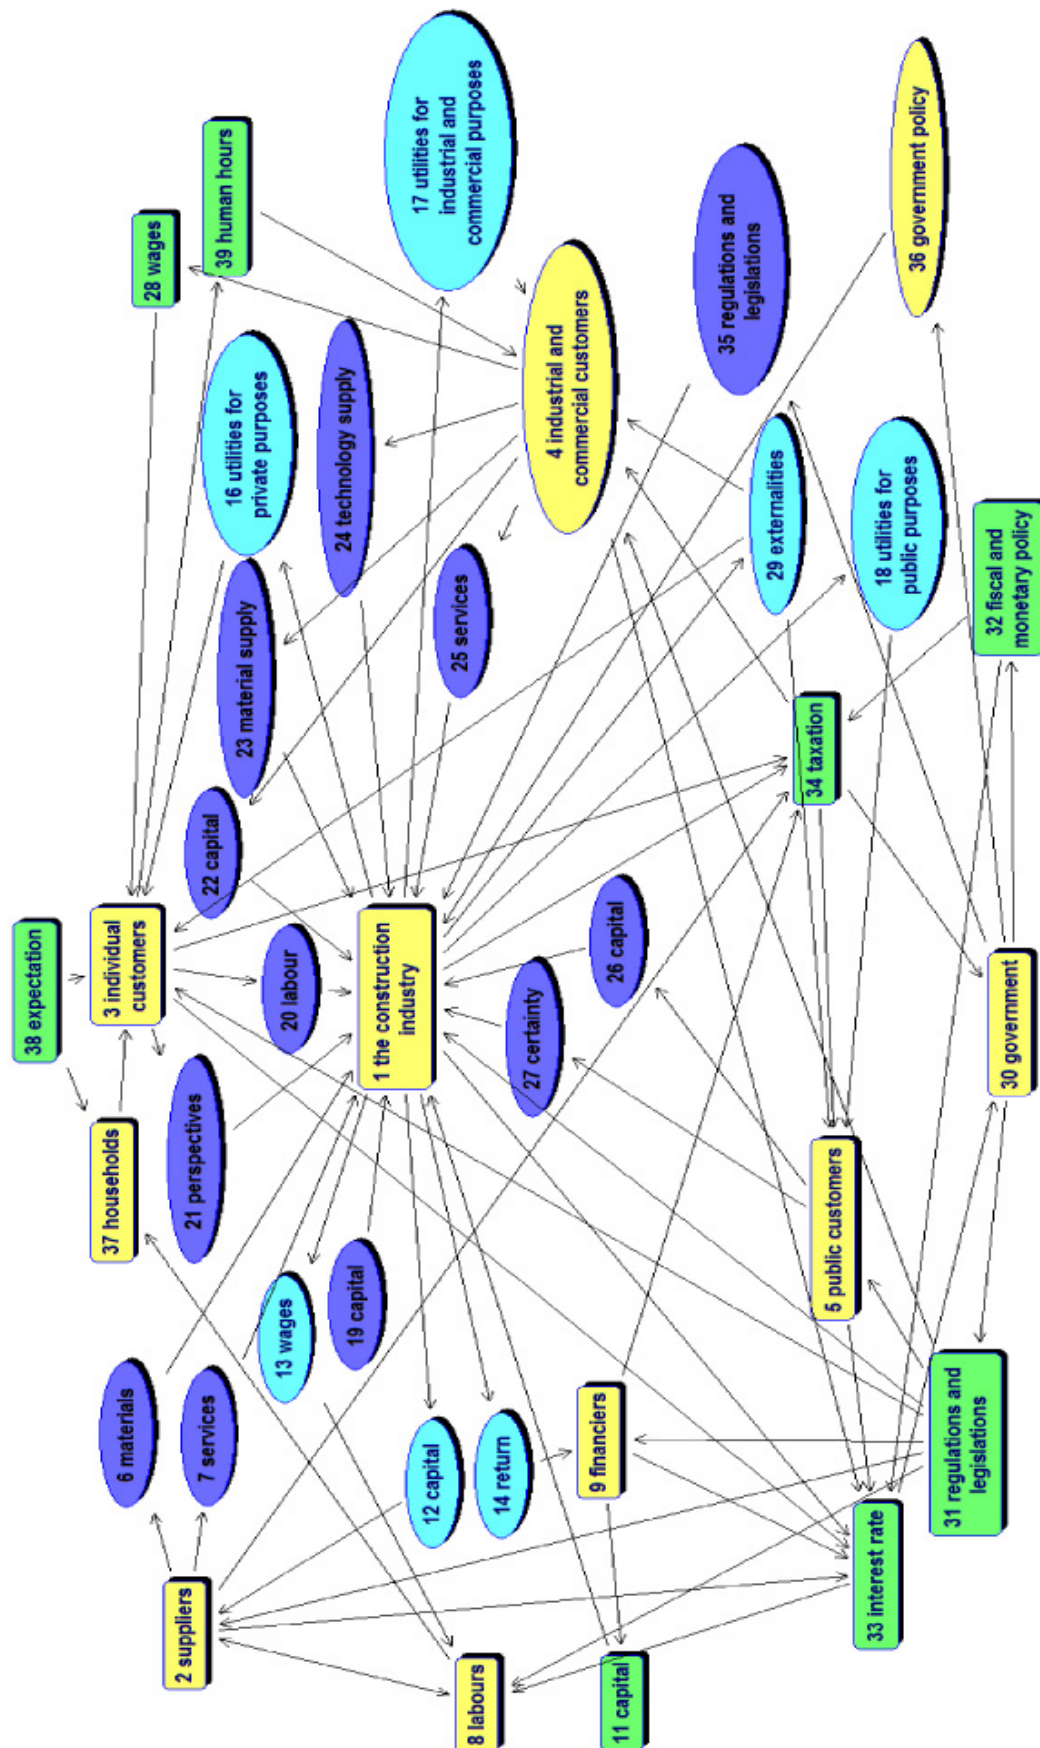 38 expectation
37 households
3 individual
customers
28 wages
39 human hours
6 materials
7 services
2 suppliers
21 perspectives
20 labour
22 capital
23 material supply
16 utilities for
private purposes
24 technology supply
17 utilities for
industrial and
commercial purposes
13 wages
19 capital
1 the construction
industry
25 services
4 industrial and
commercial customers
12 capital
14 return
8 labours
9 financiers
11 capital
27 certainty
26 capital
35 regulations and
legislations
29 externalities
34 taxation
18 utilities for
public purposes
36 government policy
5 public customers
33 interest rate
31 regulations and
legislations
30 government
32 fiscal and
monetary policy